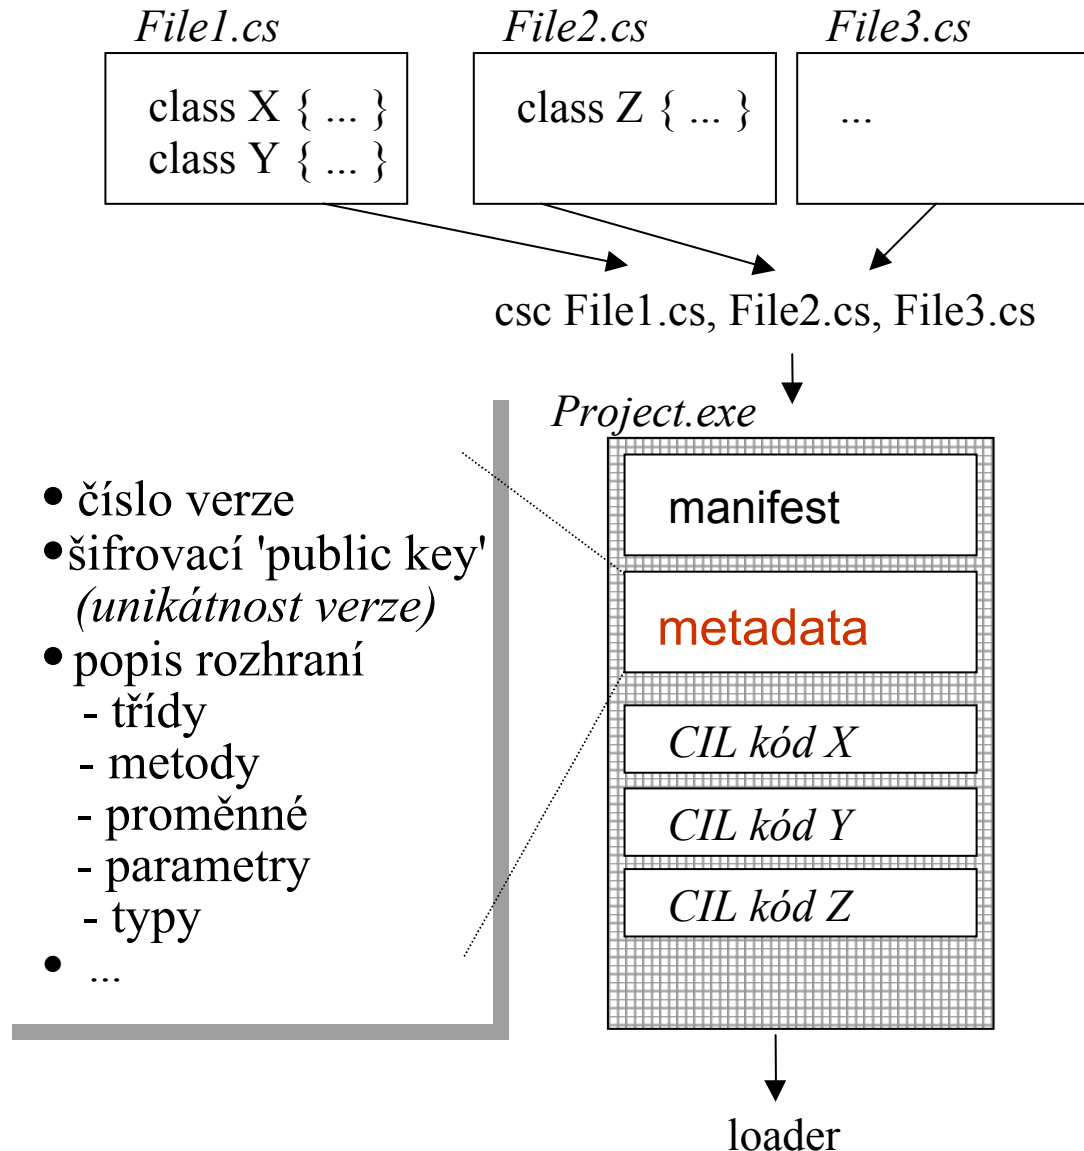 File1.cs
File2.cs
File3.cs
class X { ... }
class Y { ... }
class Z { ... }
...
csc File1.cs, File2.cs, File3.cs
Project.exe
• číslo verze
• šifrovací 'public key'
(unikátnost verze)
• popis rozhraní
- třídy
- metody
- proměnné
- parametry
- typy
• ...
manifest
metadata
CIL kód X
CIL kód Y
CIL kód Z
loader